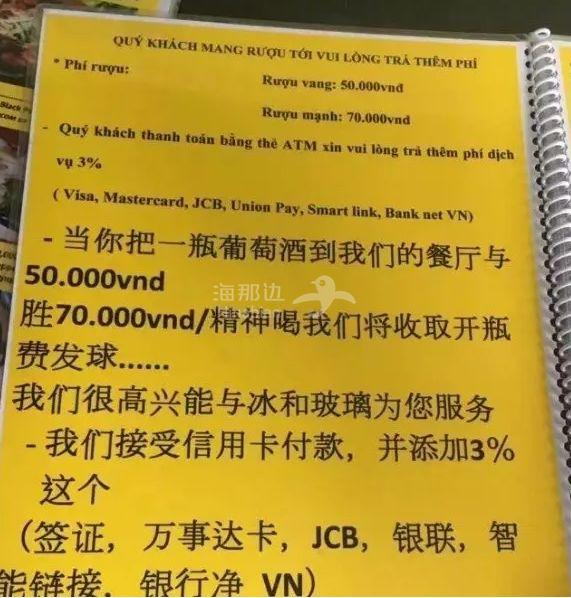 QUÝ KHÁCH MANG RƯỢU TỚI VUI LÒNG TRẢ THÊM PHÍ
* Phí rượu:
Rượu vang: 50.000vnđ
Rượu mạnh: 70.000vnđ
- Quý khách thanh toán bằng thẻ ATM xin vui lòng trả thêm phí dịch
vụ 3%
( Visa, Mastercard, JCB, Union Pay, Smart link, Bank net VN)
- 当你把一瓶葡萄酒到我们的餐厅与
50.000vnd
胜70.000vnd/精神喝我们将收取开瓶
费发球......
我们很高兴能与冰和玻璃为您服务
- 我们接受信用卡付款, 并添加3%
这个
(签证, 万事达卡, JCB, 银联, 智
能链接, 银行净 VN)
海那边
Black